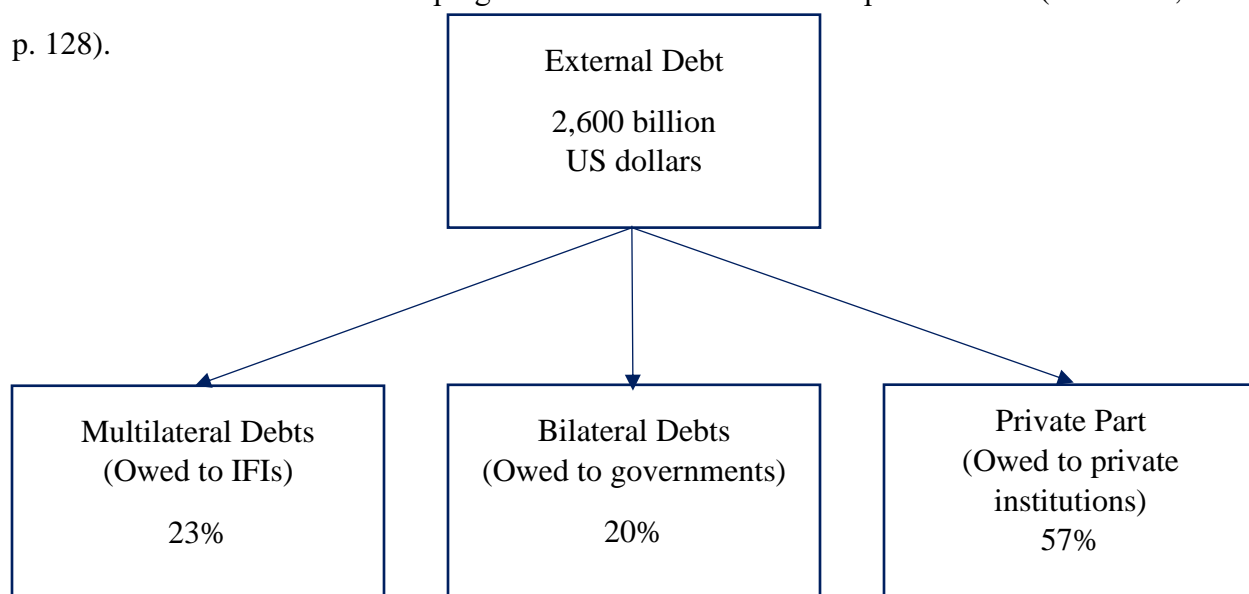 p. 128).
External Debt
2,600 billion
US dollars
Multilateral Debts
(Owed to IFIs)
23%
Bilateral Debts
(Owed to governments)
20%
Private Part
(Owed to private
institutions)
57%